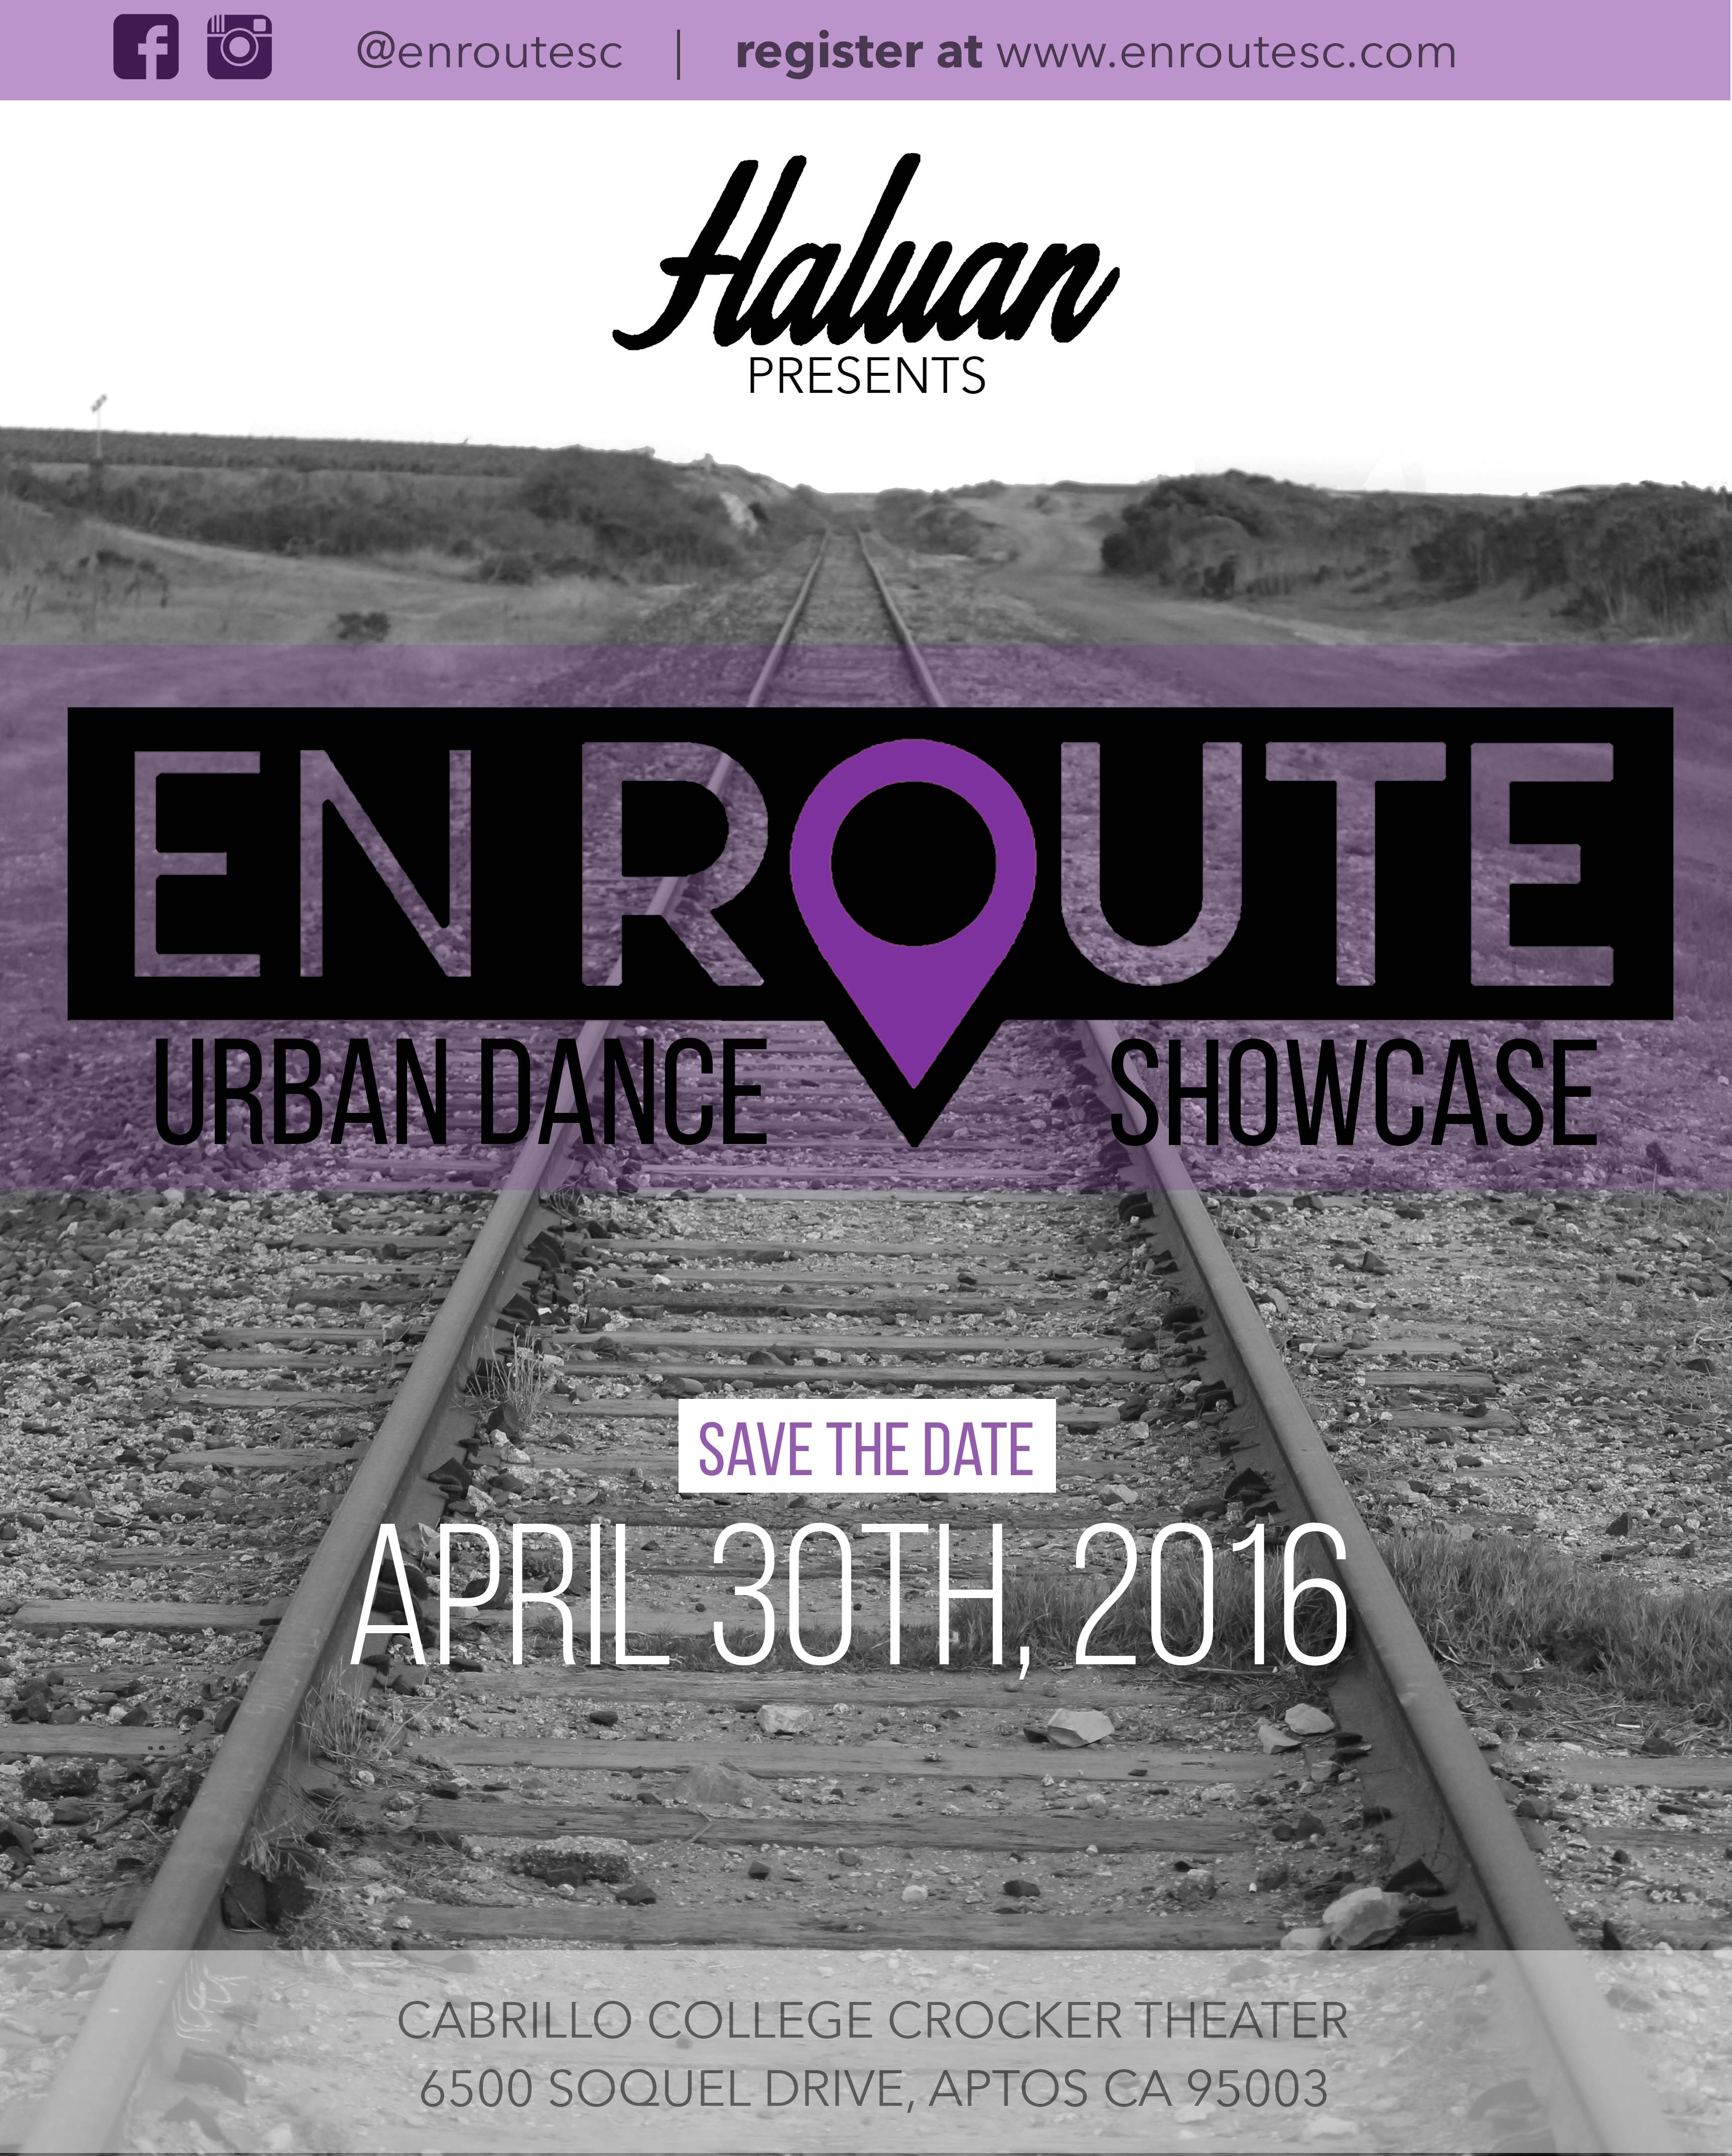 @enroutesc | register at www.enroutesc.com
Haluan
PRESENTS
EN ROUTE
URBAN DANCE SHOWCASE
SAVE THE DATE
APRIL 30TH, 2016
CABRILLO COLLEGE CROCKER THEATER
6500 SOQUEL DRIVE, APTOS CA 95003